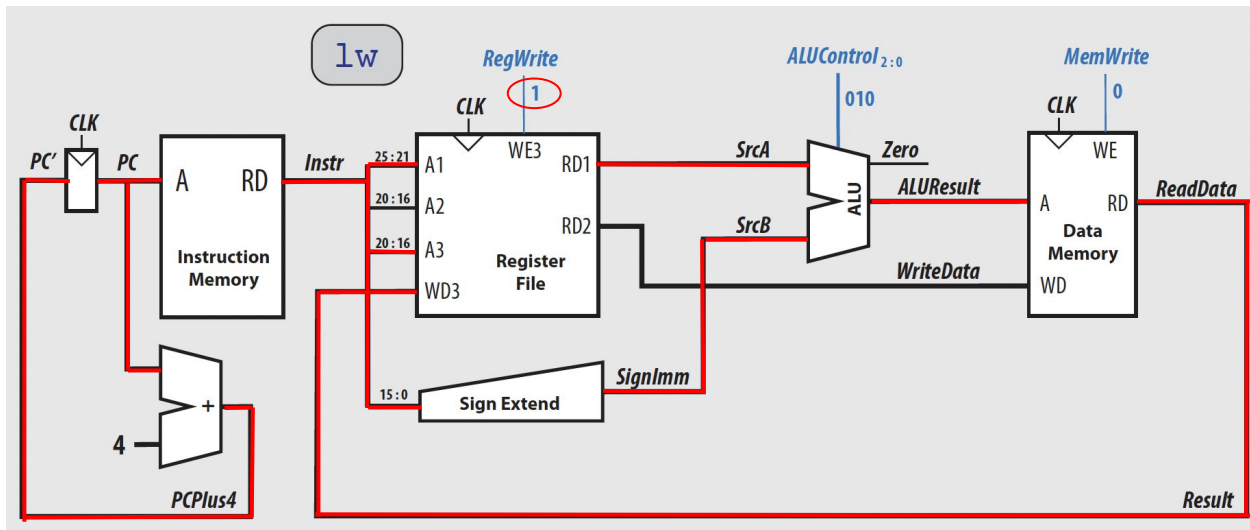 lw
RegWrite
1
ALUControl 2:0
010
MemWrite
0
CLK
CLK
CLK
PC'
PC
A
RD
Instruction
Memory
Instr
25:21
20:16
20:16
A1
A2
A3
WD3
WE3
RD1
RD2
Register
File
SrcA
SrcB
Zero
ALU
ALUResult
WriteData
WE
A
RD
Data
Memory
WD
ReadData
+
4
PCPlus4
15:0
Sign Extend
SignImm
Result